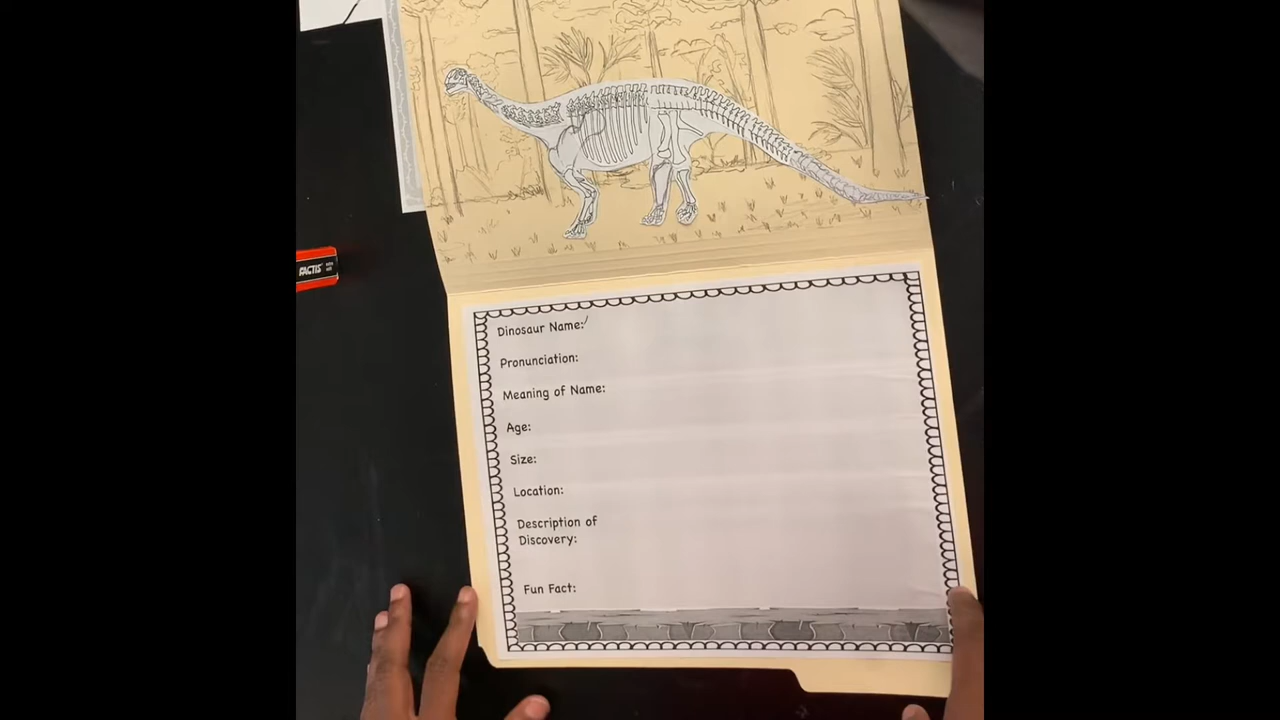 FACTIS
Dinosaur Name:
Pronunciation:
Meaning of Name:
Age:
Size:
Location:
Description of
Discovery:
Fun Fact: